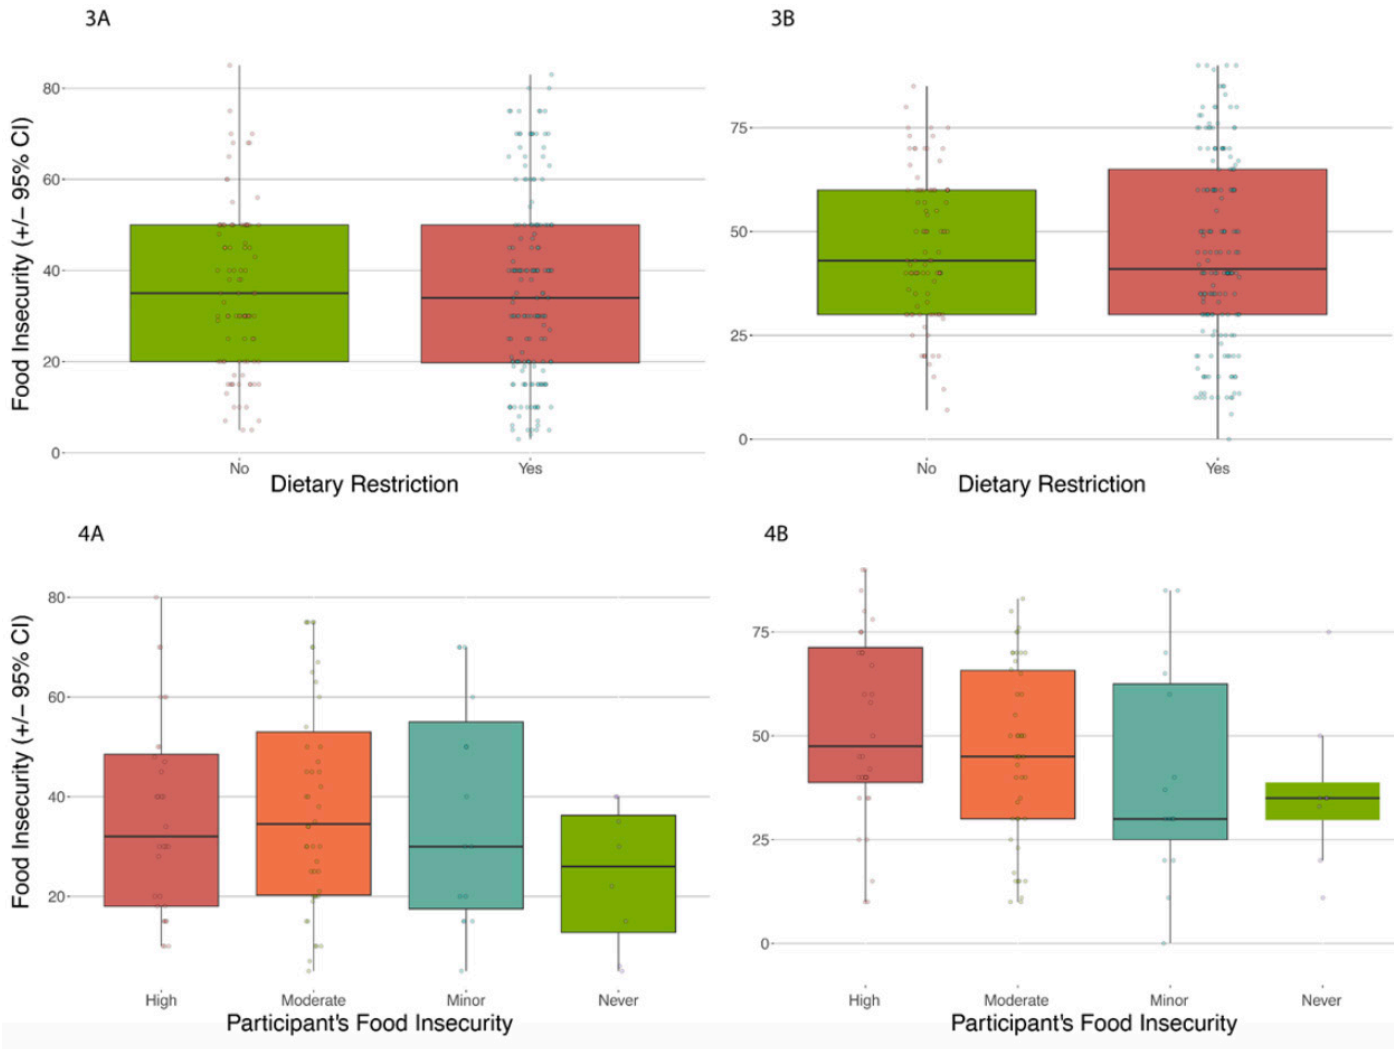 3A
3B
Food Insecurity (+/− 95% CI)
80
60
40
20
0
No
Yes
Dietary Restriction
75
50
25
0
No
Yes
Dietary Restriction
4A
4B
Food Insecurity (+/− 95% CI)
80
60
40
20
High
Moderate
Minor
Never
Participant's Food Insecurity
75
50
25
0
High
Moderate
Minor
Never
Participant's Food Insecurity